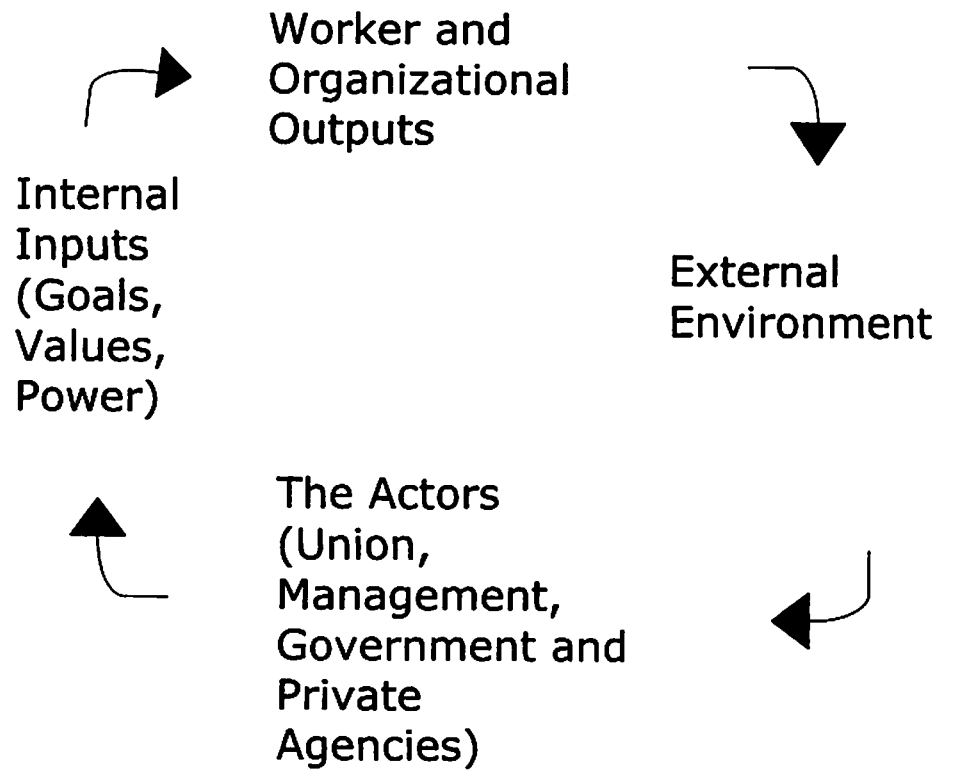 Worker and
Organizational
Outputs
Internal
Inputs
(Goals,
Values,
Power)
External
Environment
The Actors
(Union,
Management,
Government and
Private
Agencies)